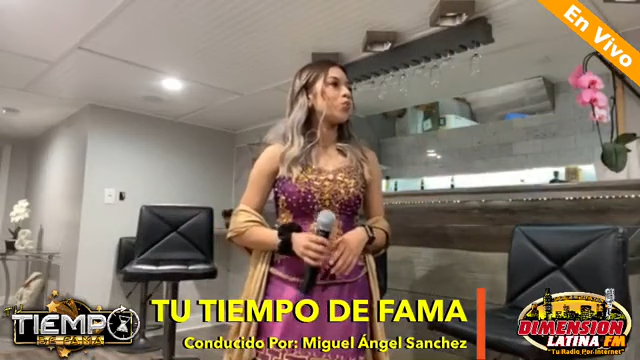 En Vivo
TU TIEMPO DE FAMA
Conducido Por: Miguel Ángel Sanchez
TU
TIEMPO
DE FAMA
DIMENSION
LATINA FM
"Tu Radio Por Internet"